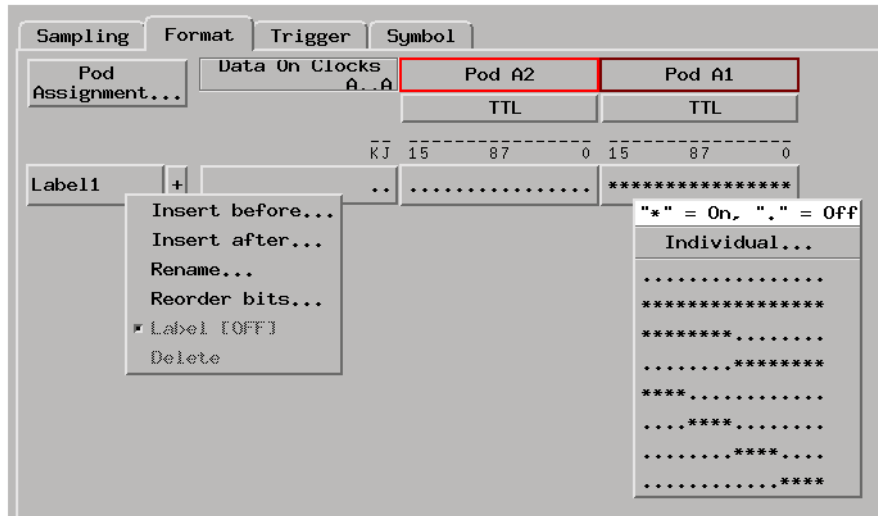 Sampling Format Trigger Symbol
Pod Assignment... Data On Clocks A..A Pod A2 Pod A1
TTL TTL
KJ 15 87 0 15 87 0
Label1 + .. ................ ****************
Insert before...
Insert after...
Rename...
Reorder bits...
Label [OFF]
Delete
"*" = On, "." = Off
Individual...
................
****************
********........
........********
****............
....****........
........****....
............****